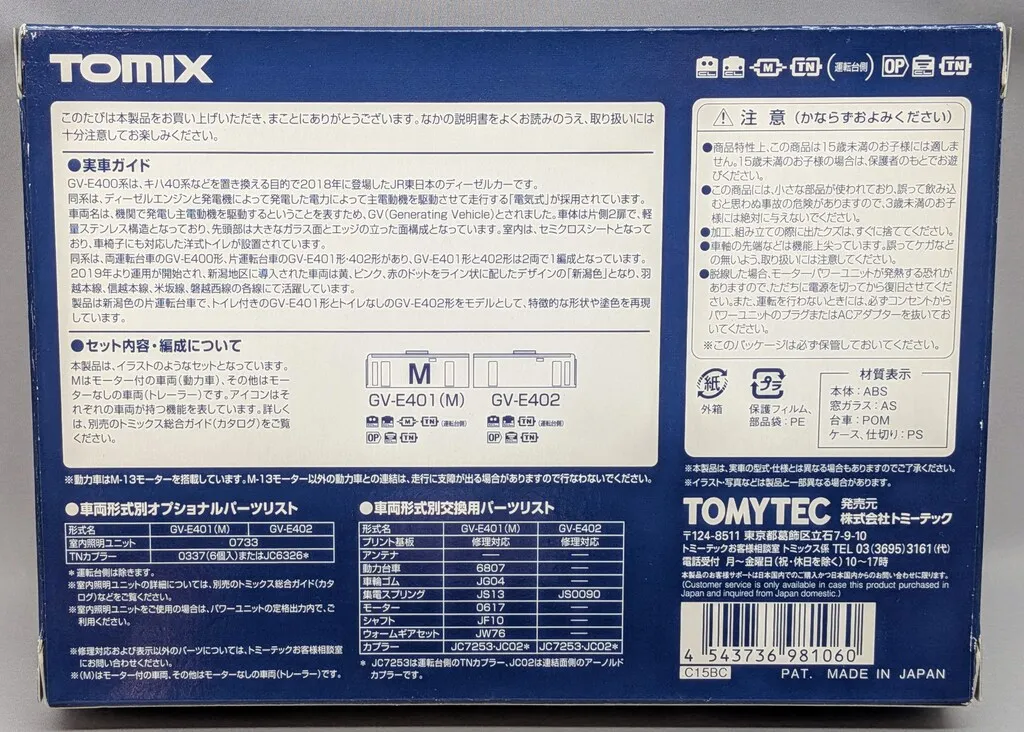 TOMIX
M TN (運転台側) OP TN
このたびは本製品をお買い上げいただき、まことにありがとうございます。なかの説明書をよくお読みのうえ、取り扱いには
十分注意してお楽しみください。
●実車ガイド
GV-E400系は、キハ40系などを置き換える目的で2018年に登場したJR東日本のディーゼルカーです。
同系は、ディーゼルエンジンと発電機によって発電した電力によって主電動機を駆動させて走行する「電気式」が採用されています。
車両名は、機関で発電し主電動機を駆動するということを表すため、GV(Generating Vehicle)とされました。車体は片側2扉で、軽
量ステンレス構造となっており、先頭部は大きなガラス面とエッジの立った面構成となっています。室内は、セミクロスシートとなって
おり、車椅子にも対応した洋式トイレが設置されています。
同系は、両運転台車のGV-E400形、片運転台車のGV-E401形・402形があり、GV-E401形と402形は2両で1編成となっています。
2019年より運用が開始され、新潟地区に導入された車両は黄、ピンク、赤のドットをライン状に配したデザインの「新潟色」となり、羽
越本線、信越本線、米坂線、磐越西線の各線にて活躍しています。
製品は新潟色の片運転台車で、トイレ付きのGV-E401形とトイレなしのGV-E402形をモデルとして、特徴的な形状や塗色を再現
しています。
●セット内容・編成について
本製品は、イラストのようなセットとなっています。
Mはモーター付の車両(動力車)、その他はモー
ターなしの車両(トレーラー)です。アイコンはそ
れぞれの車両が持つ機能を表しています。詳しく
は、別売のトミックス総合ガイド(カタログ)をご覧
ください。
M
GV-E401(M) GV-E402
M TN (運転台側) TN (運転台側)
OP TN OP TN
※動力車はM-13モーターを搭載しています。M-13モーター以外の動力車との連結は、走行に支障が出る場合がありますので行なわないでください。
●車両形式別オプショナルパーツリスト
形式名 GV-E401(M) GV-E402
室内照明ユニット 0733
TNカプラー 0337(6個入)またはJC6326*
*運転台側は除きます。
※室内照明ユニットの詳細については、別売のトミックス総合ガイド(カタ
ログ)などをご覧ください。
※室内照明ユニットをご使用の場合は、パワーユニットの定格出力内で、ご
利用ください。
※修理対応および表示以外のパーツについては、トミーテックお客様相談室
にお問い合わせください。
※(M)はモーター付の車両、その他はモーターなしの車両(トレーラー)です。
●車両形式別交換用パーツリスト
形式名 GV-E401(M) GV-E402
プリント基板 修理対応 修理対応
アンテナ — —
動力台車 6807 —
車輪ゴム JG04 —
集電スプリング JS13 JS0090
モーター 0617 —
シャフト JF10 —
ウォームギアセット JW76 —
カプラー JC7253・JC02* JC7253・JC02*
* JC7253は運転台側のTNカプラー、JC02は連結面側のアーノルド
カプラーです。
⚠ 注 意 (かならずおよみください)
●商品特性上、この商品は15歳未満のお子様には適しま
せん。15歳未満のお子様の場合は、保護者のもとでお遊
びください。
●この商品には、小さな部品が使われており、誤って飲み込
むと思わぬ事故の危険がありますので、3歳未満のお子
様には絶対に与えないでください。
●加工、組み立ての際に出たクズは、すぐに捨ててください。
●車軸の先端などは機能上尖っています。誤ってケガなど
の無いよう、取り扱いには注意してください。
●脱線した場合、モーターパワーユニットが発熱する恐れが
ありますので、ただちに電源を切ってから復旧させてくだ
さい。また、運転を行わないときには、必ずコンセントから
パワーユニットのプラグまたはACアダプターを抜いてお
いてください。
※このパッケージは必ず保管しておいてください。
紙
外箱
プラ
保護フィルム、
部品袋:PE
材質表示
本体:ABS
窓ガラス:AS
台車:POM
ケース、仕切り:PS
※本製品は、実車の型式・仕様とは異なる場合もありますのでご了承ください。
※イラスト・写真などは製品と一部異なる場合があります。
TOMYTEC 発売元
株式会社トミーテック
〒124-8511 東京都葛飾区立石7-9-10
トミーテックお客様相談室 トミックス係 TEL 03(3695)3161(代)
電話受付 月〜金曜日(祝・休日を除く)10〜17時
本製品のお客様サポートは日本国内でのご購入かつ日本国内からのお問い合わせに限ります。
(Customer service is only available in case this product purchased in
Japan and inquired from Japan domestic.)
4 543736 981060
C15BC
PAT. MADE IN JAPAN